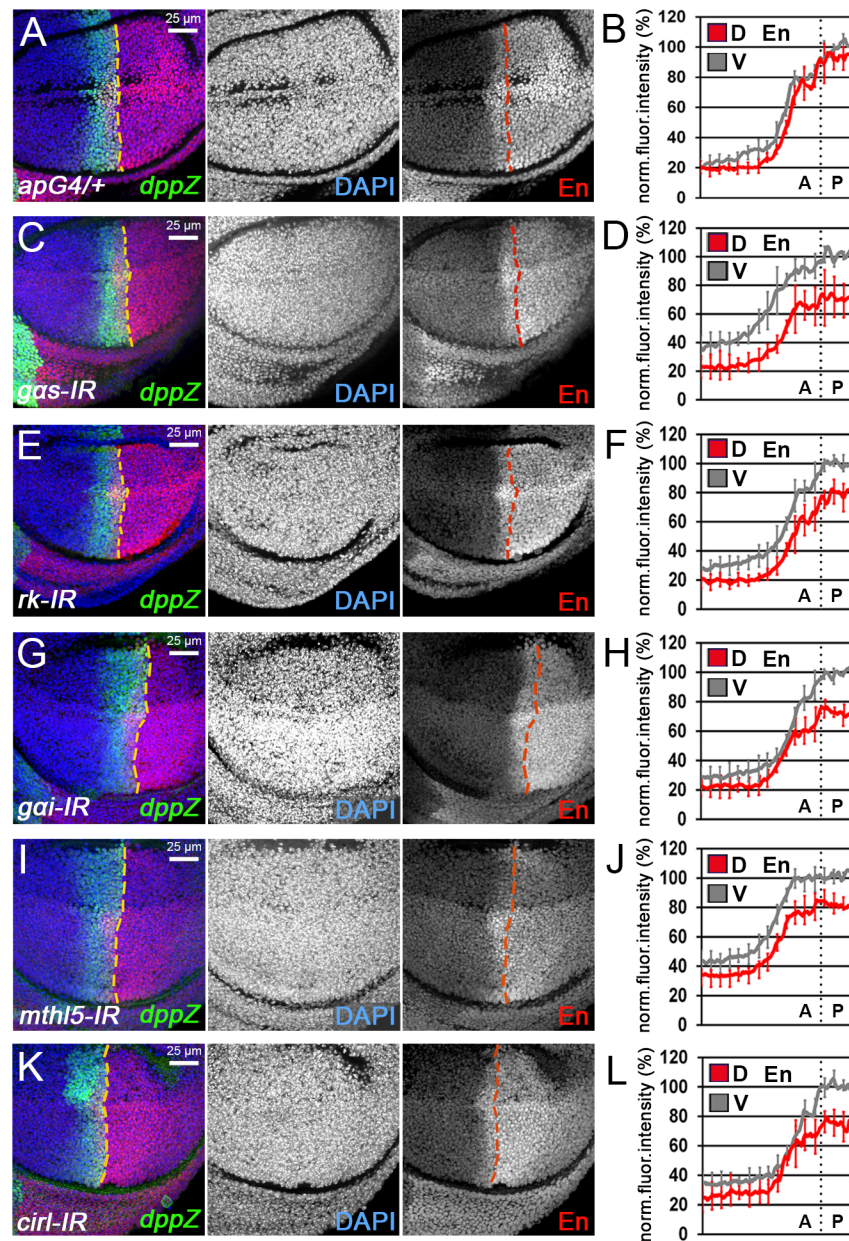 A
25 µm
apG4/+
dppZ
DAPI
En
B
norm.fluor.intensity (%)
D En
V
120
100
80
60
40
20
0
A P
C
25 µm
gαs-IR
dppZ
DAPI
En
D
norm.fluor.intensity (%)
D En
V
120
100
80
60
40
20
0
A P
E
25 µm
rk-IR
dppZ
DAPI
En
F
norm.fluor.intensity (%)
D En
V
120
100
80
60
40
20
0
A P
G
25 µm
gαi-IR
dppZ
DAPI
En
H
norm.fluor.intensity (%)
D En
V
120
100
80
60
40
20
0
A P
I
25 µm
mthl5-IR
dppZ
DAPI
En
J
norm.fluor.intensity (%)
D En
V
120
100
80
60
40
20
0
A P
K
25 µm
cirl-IR
dppZ
DAPI
En
L
norm.fluor.intensity (%)
D En
V
120
100
80
60
40
20
0
A P